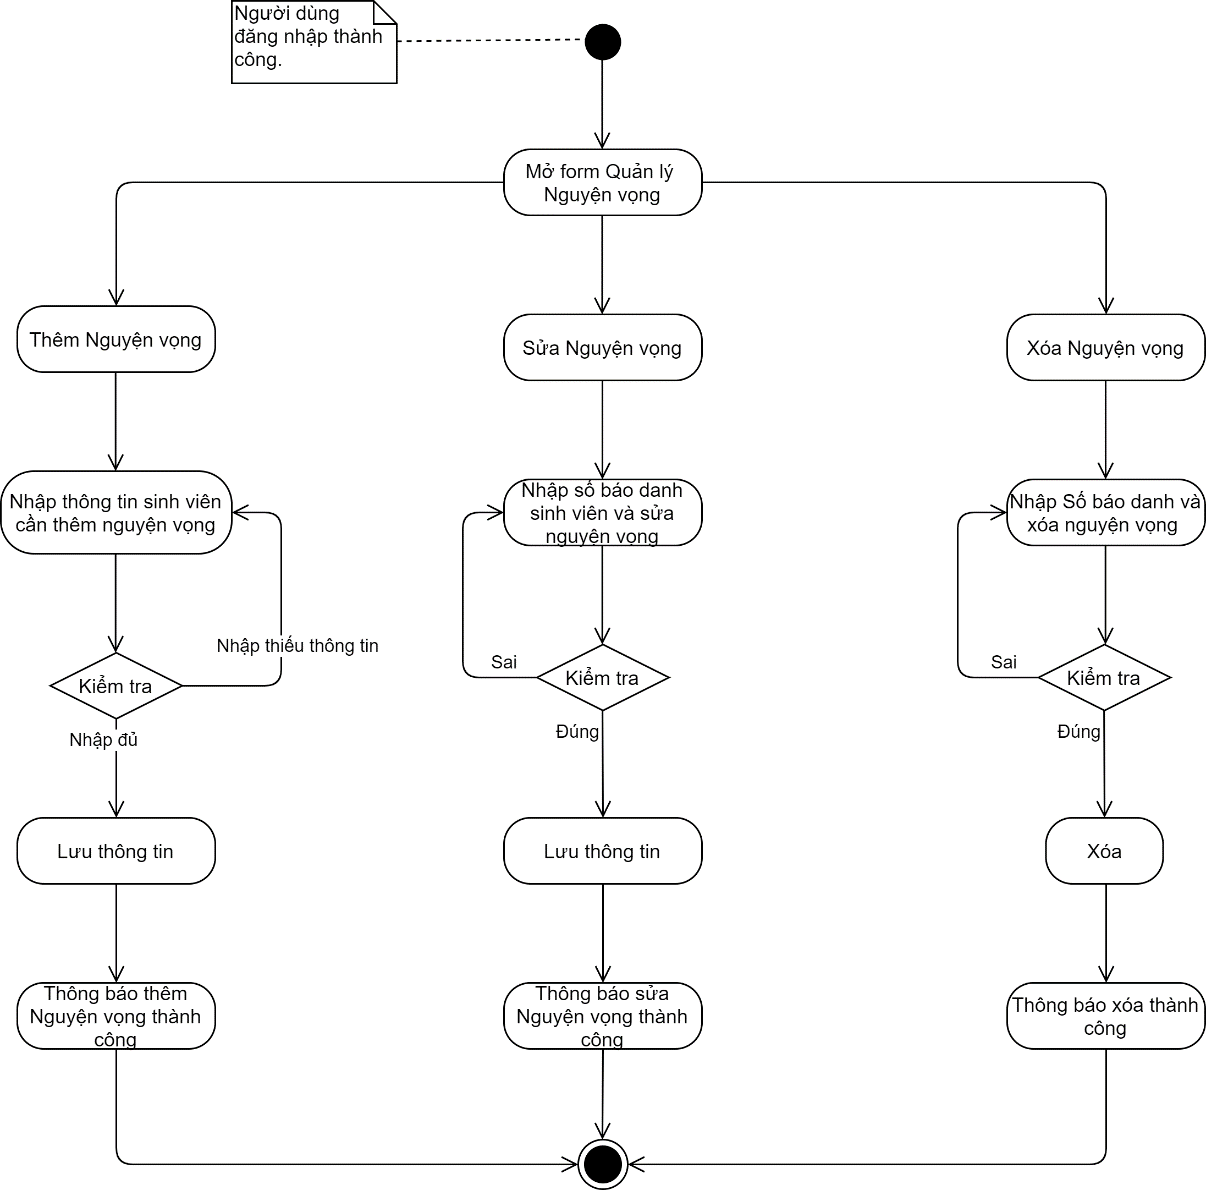 Người dùng
đăng nhập thành
công.
Mở form Quản lý
Nguyện vọng
Thêm Nguyện vọng
Sửa Nguyện vọng
Xóa Nguyện vọng
Nhập thông tin sinh viên
cần thêm nguyện vọng
Nhập số báo danh
sinh viên và sửa
nguyện vọng
Nhập Số báo danh và
xóa nguyện vọng
Nhập thiếu thông tin
Sai
Sai
Kiểm tra
Kiểm tra
Kiểm tra
Nhập đủ
Đúng
Đúng
Lưu thông tin
Lưu thông tin
Xóa
Thông báo thêm
Nguyện vọng thành
công
Thông báo sửa
Nguyện vọng thành
công
Thông báo xóa thành
công